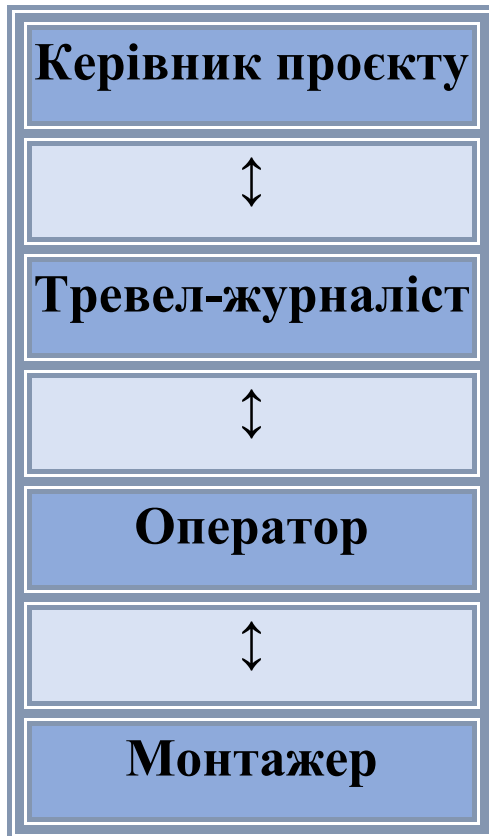 Керівник проєкту
↕
Тревел-журналіст
↕
Оператор
↕
Монтажер